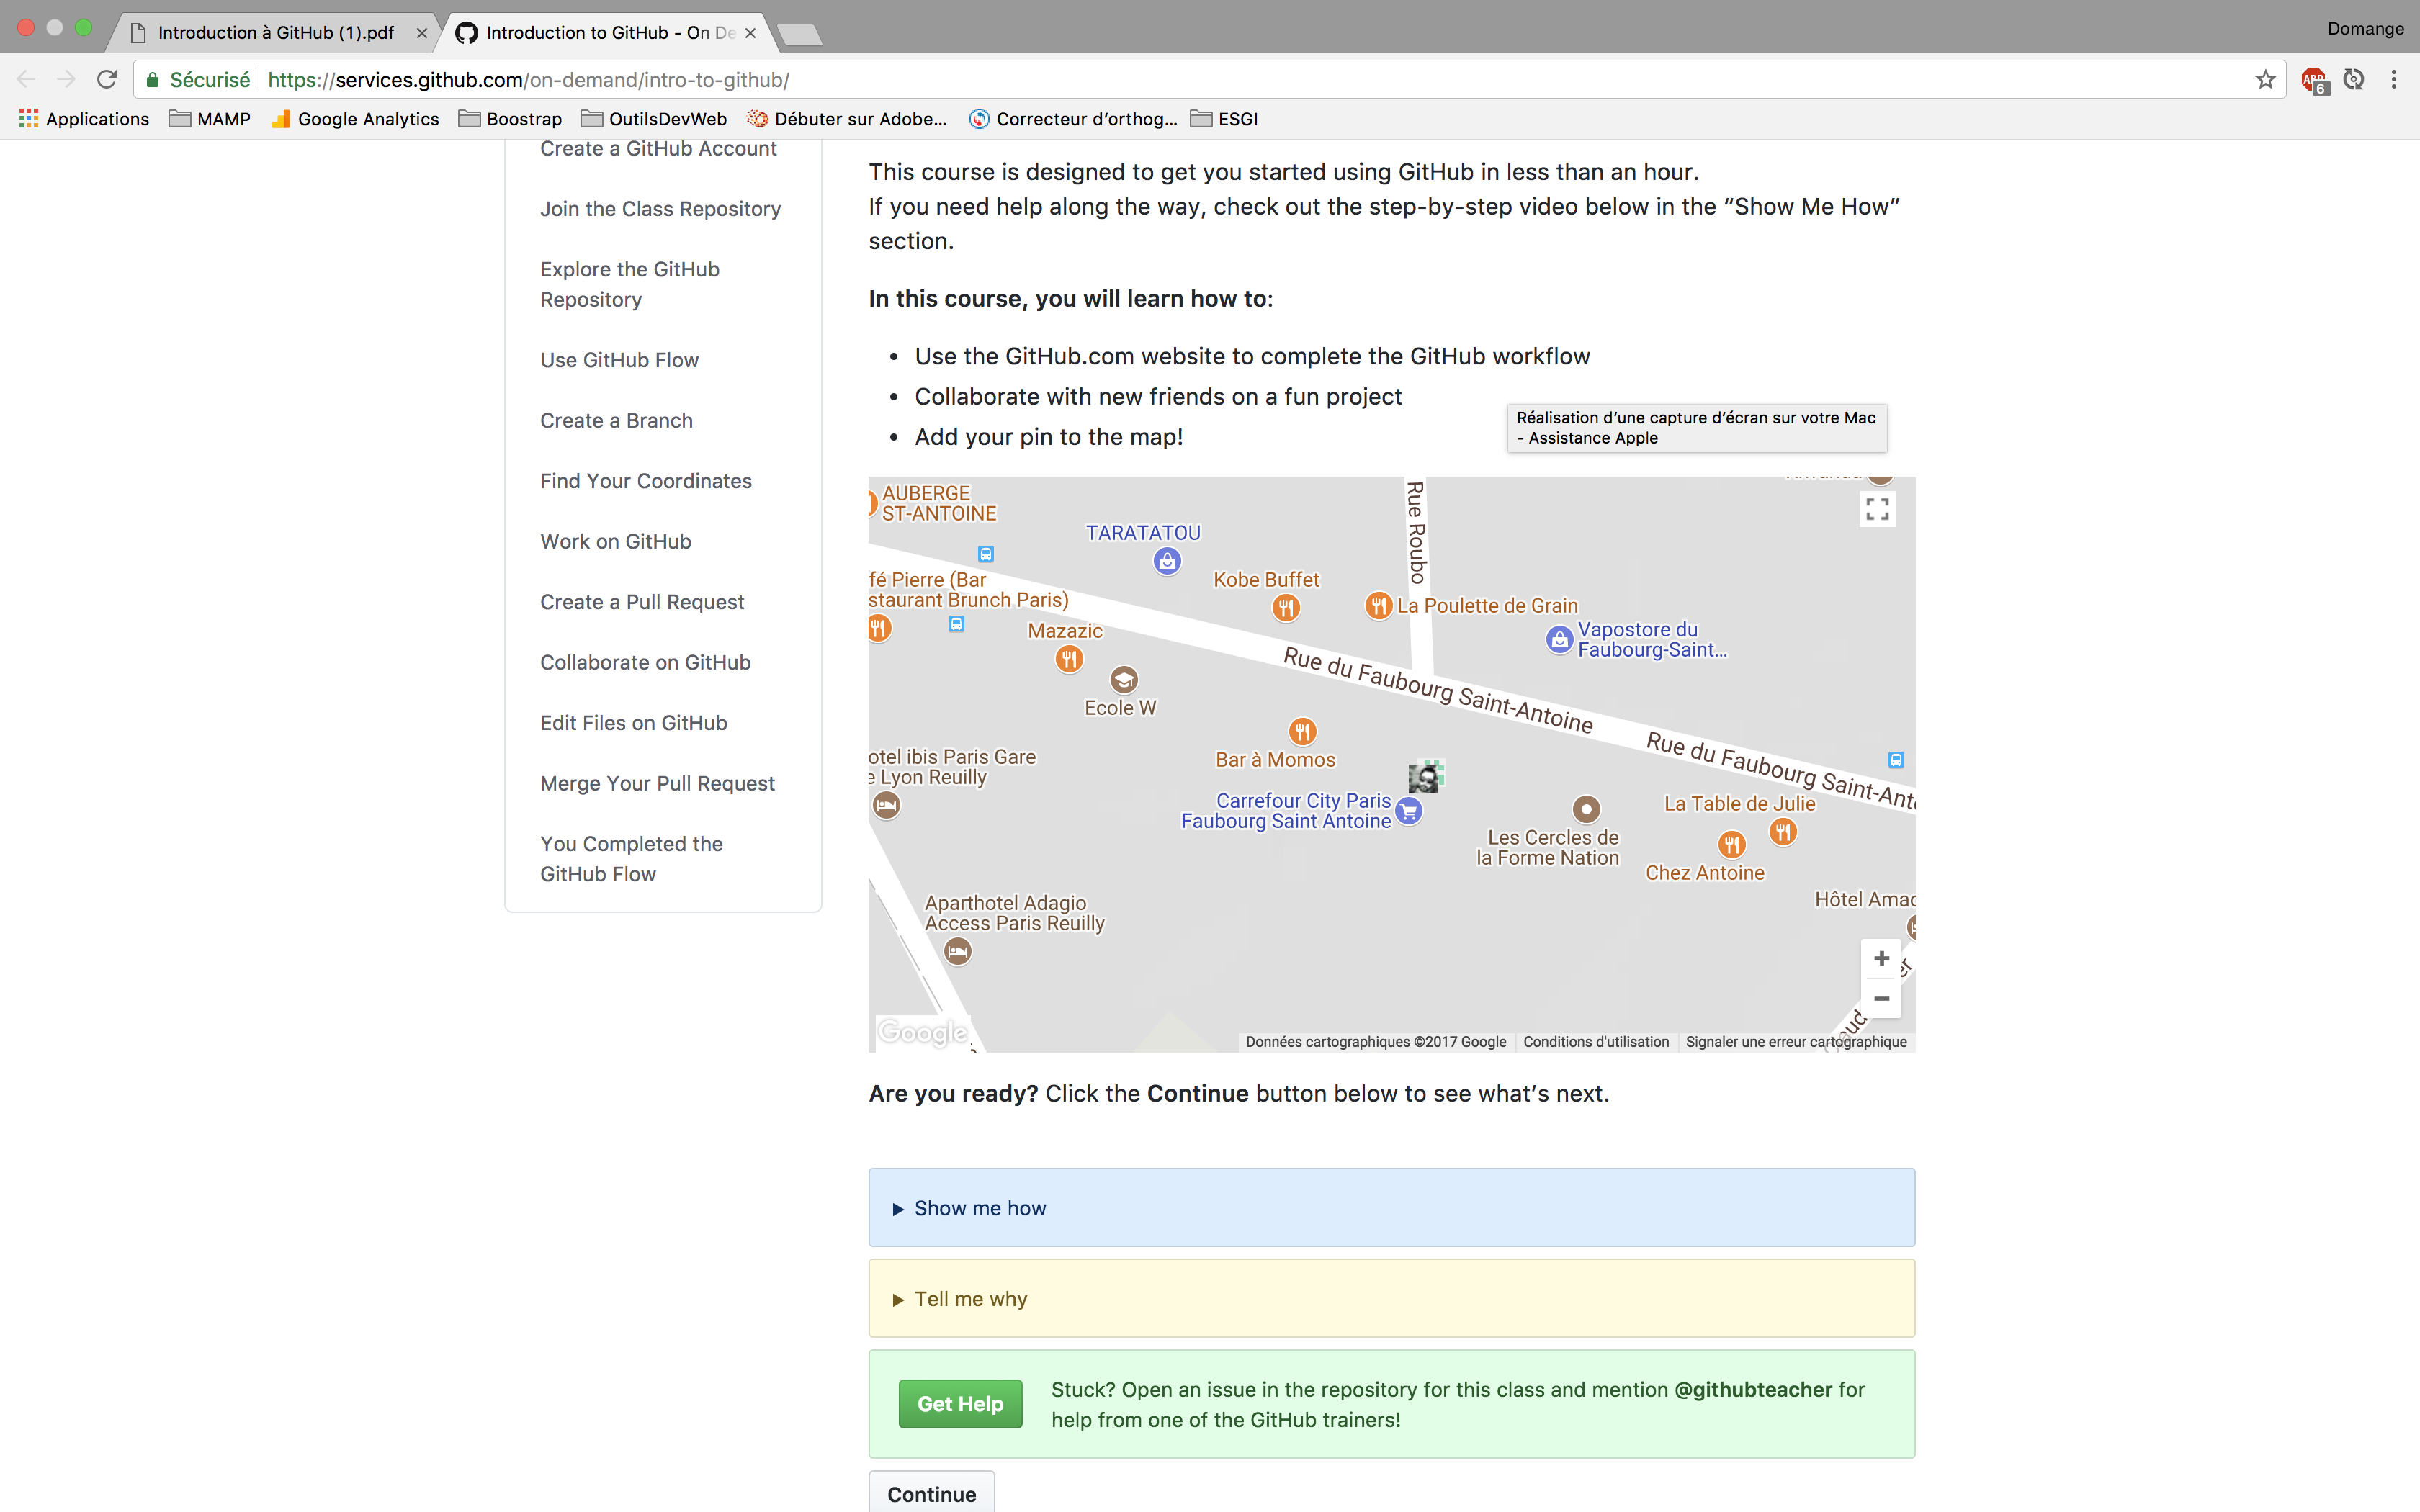 Introduction à GitHub (1).pdf
Introduction to GitHub - On De
Domange
Sécurisé
https://services.github.com/on-demand/intro-to-github/
ABP
6
Applications
MAMP
Google Analytics
Boostrap
OutilsDevWeb
Débuter sur Adobe...
Correcteur d'orthog...
ESGI
Create a GitHub Account
Join the Class Repository
Explore the GitHub
Repository
Use GitHub Flow
Create a Branch
Find Your Coordinates
Work on GitHub
Create a Pull Request
Collaborate on GitHub
Edit Files on GitHub
Merge Your Pull Request
You Completed the
GitHub Flow
This course is designed to get you started using GitHub in less than an hour.
If you need help along the way, check out the step-by-step video below in the “Show Me How”
section.
In this course, you will learn how to:
• Use the GitHub.com website to complete the GitHub workflow
• Collaborate with new friends on a fun project
• Add your pin to the map!
Réalisation d’une capture d’écran sur votre Mac
- Assistance Apple
AUBERGE
ST-ANTOINE
TARATATOU
Rue Roubo
fé Pierre (Bar
staurant Brunch Paris)
Kobe Buffet
La Poulette de Grain
Mazazic
Vapostore du
Faubourg-Saint...
Rue du Faubourg Saint-Antoine
Ecole W
Bar à Momos
Rue du Faubourg Saint-Ant
otel ibis Paris Gare
e Lyon Reuilly
Carrefour City Paris
Faubourg Saint Antoine
La Table de Julie
Les Cercles de
la Forme Nation
Chez Antoine
Aparthotel Adagio
Access Paris Reuilly
Hôtel Amad
Google
Données cartographiques ©2017 Google
Conditions d'utilisation
Signaler une erreur cartographique
Are you ready? Click the Continue button below to see what’s next.
Show me how
Tell me why
Get Help
Stuck? Open an issue in the repository for this class and mention @githubteacher for
help from one of the GitHub trainers!
Continue